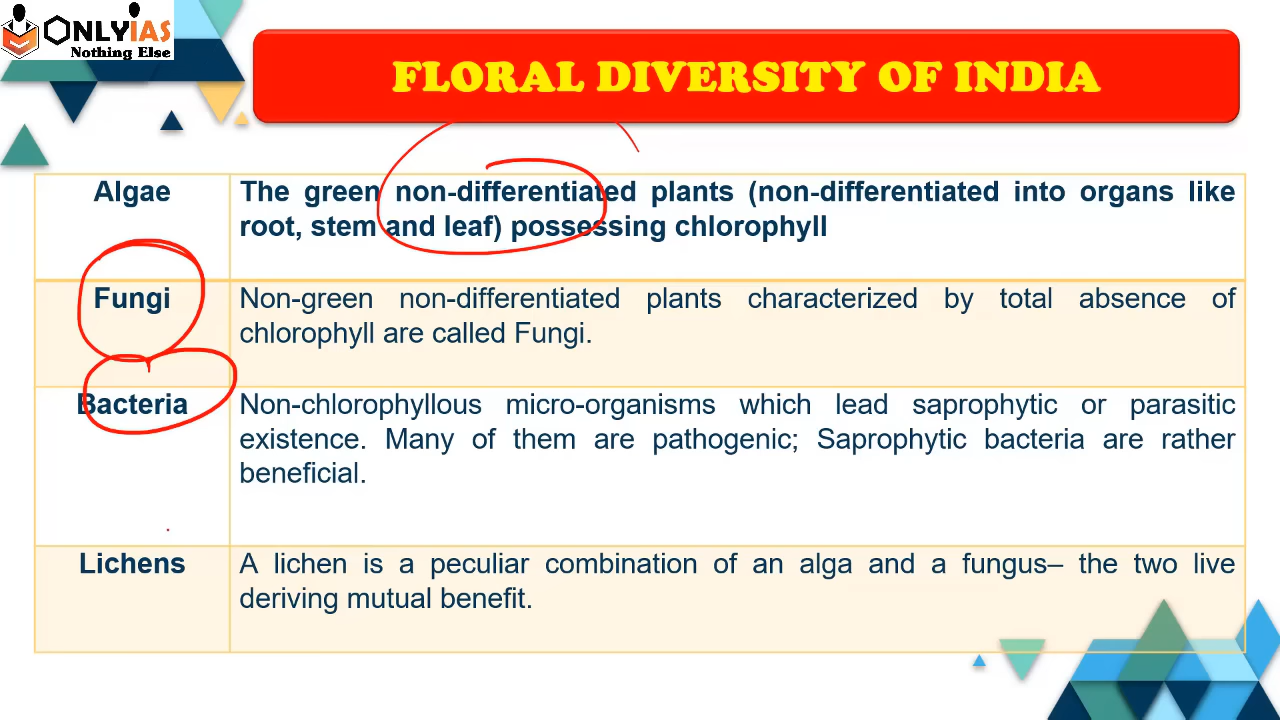 ONLYIAS
Nothing Else
FLORAL DIVERSITY OF INDIA
Algae
The green non-differentiated plants (non-differentiated into organs like
root, stem and leaf) possessing chlorophyll
Fungi
Non-green non-differentiated plants characterized by total absence of
chlorophyll are called Fungi.
Bacteria
Non-chlorophyllous micro-organisms which lead saprophytic or parasitic
existence. Many of them are pathogenic; Saprophytic bacteria are rather
beneficial.
Lichens
A lichen is a peculiar combination of an alga and a fungus– the two live
deriving mutual benefit.